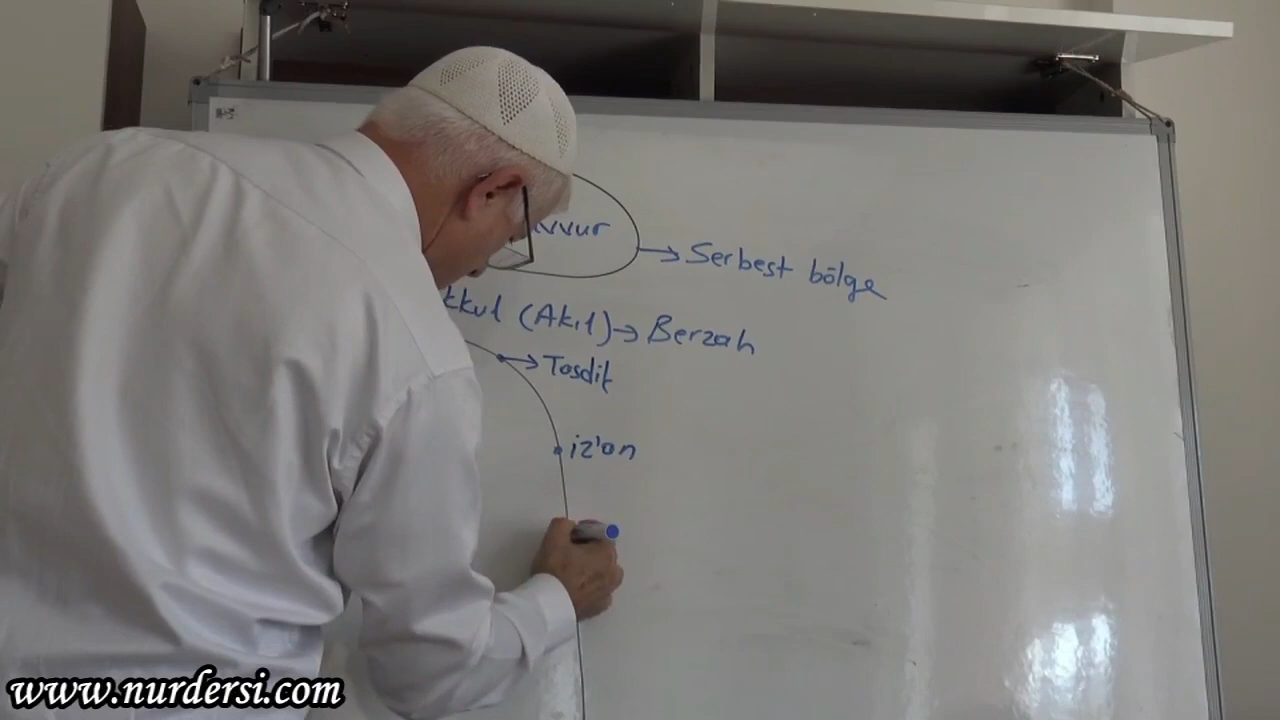 Serbest bölge
(Akıl) → Berzah
→ Tasdik
iz'an
www.nurdersi.com